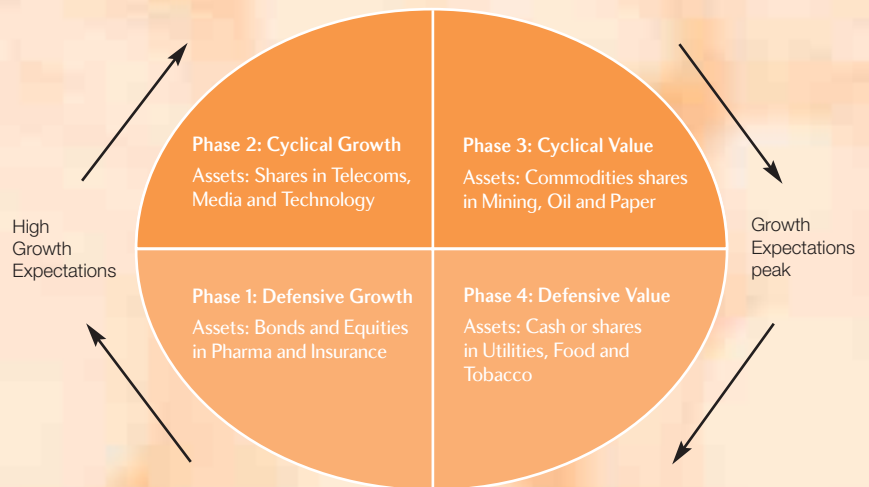 Phase 2: Cyclical Growth
Assets: Shares in Telecoms,
Media and Technology
Phase 3: Cyclical Value
Assets: Commodities shares
in Mining, Oil and Paper
High
Growth
Expectations
Growth
Expectations
peak
Phase 1: Defensive Growth
Assets: Bonds and Equities
in Pharma and Insurance
Phase 4: Defensive Value
Assets: Cash or shares
in Utilities, Food and
Tobacco